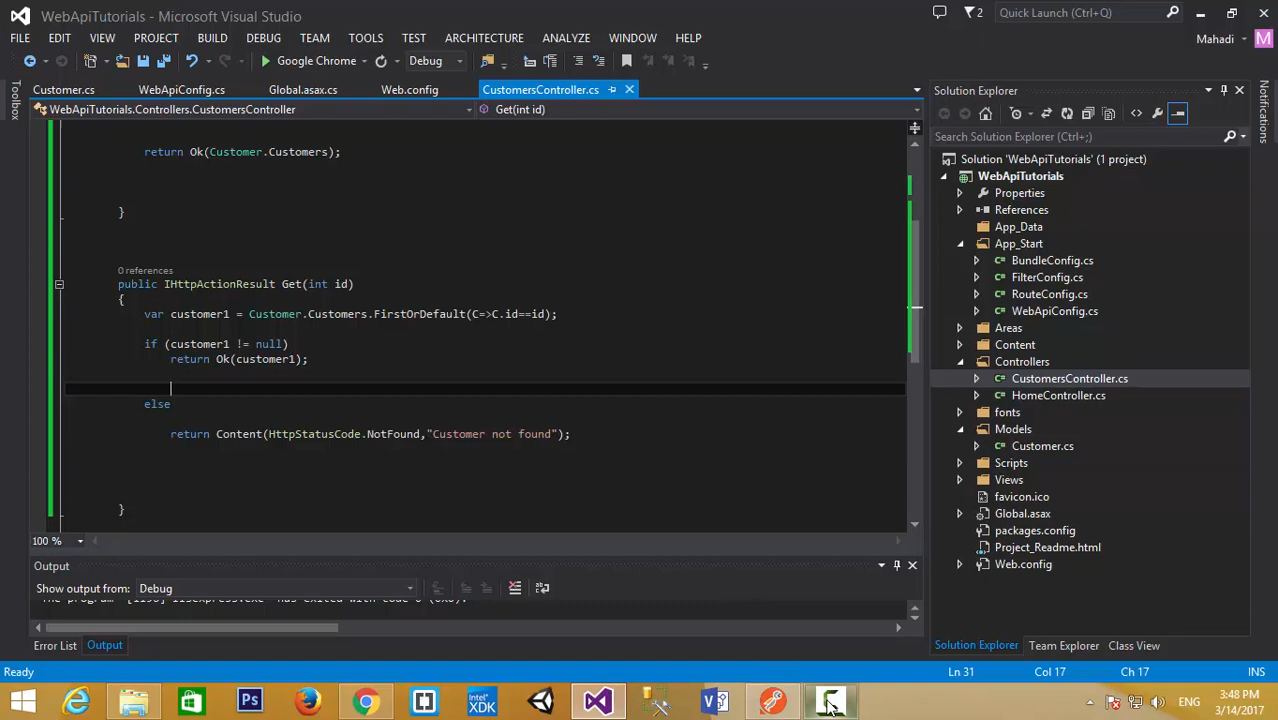 WebApiTutorials - Microsoft Visual Studio
2
Quick Launch (Ctrl+Q)
FILE EDIT VIEW PROJECT BUILD DEBUG TEAM TOOLS TEST ARCHITECTURE ANALYZE WINDOW HELP
Mahadi M
Google Chrome Debug
Toolbox
Customer.cs WebApiConfig.cs Global.asax.cs Web.config CustomersController.cs
WebApiTutorials.Controllers.CustomersController Get(int id)
return Ok(Customer.Customers);
}
0 references
public IHttpActionResult Get(int id)
{
var customer1 = Customer.Customers.FirstOrDefault(C=>C.id==id);
if (customer1 != null)
return Ok(customer1);
else
return Content(HttpStatusCode.NotFound,"Customer not found");
}
100 %
Output
Show output from: Debug
Error List Output
Solution Explorer
Search Solution Explorer (Ctrl+;)
Solution 'WebApiTutorials' (1 project)
WebApiTutorials
Properties
References
App_Data
App_Start
BundleConfig.cs
FilterConfig.cs
RouteConfig.cs
WebApiConfig.cs
Areas
Content
Controllers
CustomersController.cs
HomeController.cs
fonts
Models
Customer.cs
Scripts
Views
favicon.ico
Global.asax
packages.config
Project_Readme.html
Web.config
Solution Explorer Team Explorer Class View
Notifications
Ready Ln 31 Col 17 Ch 17 INS
Ps
INTEL XDK
ENG
3:48 PM
3/14/2017